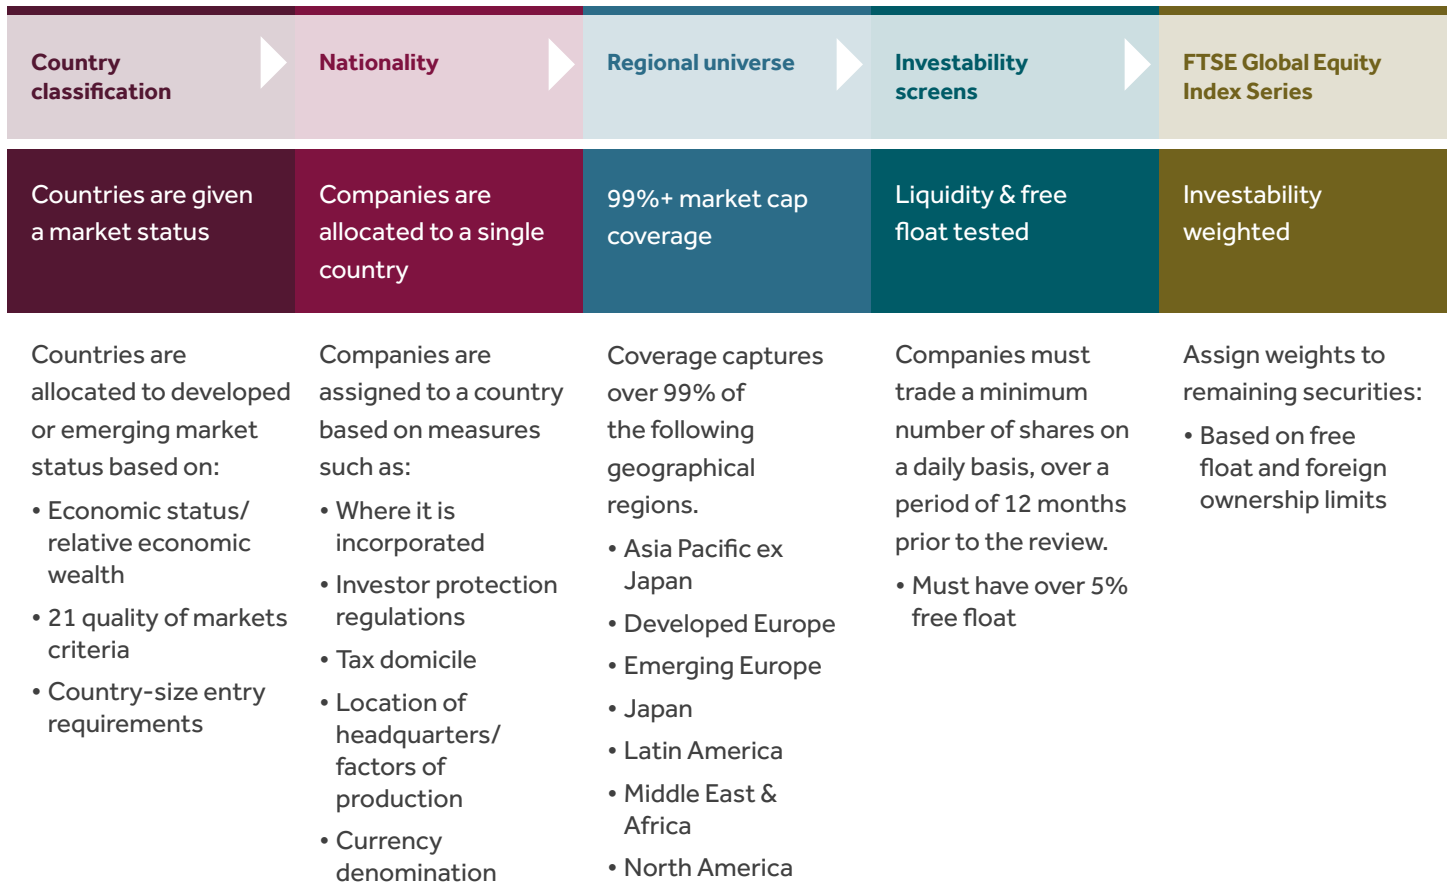 Country
classification
Nationality
Regional universe
Investability
screens
FTSE Global Equity
Index Series
Countries are given
a market status
Companies are
allocated to a single
country
99%+ market cap
coverage
Liquidity & free
float tested
Investability
weighted
Countries are
allocated to developed
or emerging market
status based on:
• Economic status/
relative economic
wealth
• 21 quality of markets
criteria
• Country-size entry
requirements
Companies are
assigned to a country
based on measures
such as:
• Where it is
incorporated
• Investor protection
regulations
• Tax domicile
• Location of
headquarters/
factors of
production
• Currency
denomination
Coverage captures
over 99% of
the following
geographical
regions.
• Asia Pacific ex
Japan
• Developed Europe
• Emerging Europe
• Japan
• Latin America
• Middle East &
Africa
• North America
Companies must
trade a minimum
number of shares on
a daily basis, over a
period of 12 months
prior to the review.
• Must have over 5%
free float
Assign weights to
remaining securities:
• Based on free
float and foreign
ownership limits